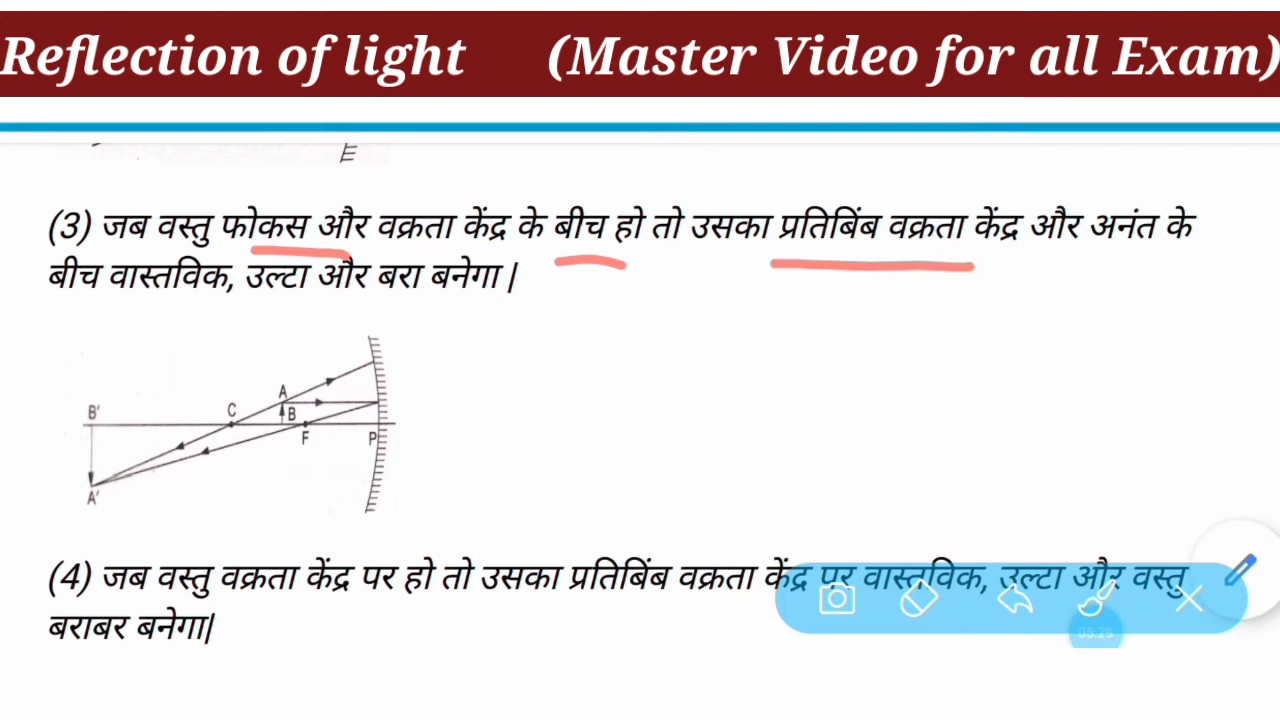 Reflection of light (Master Video for all Exam)
(3) जब वस्तु फोकस और वक्रता केंद्र के बीच हो तो उसका प्रतिबिंब वक्रता केंद्र और अनंत के
बीच वास्तविक, उल्टा और बरा बनेगा |
A
B' C B
F P
A'
(4) जब वस्तु वक्रता केंद्र पर हो तो उसका प्रतिबिंब वक्रता केंद्र पर वास्तविक, उल्टा और वस्तु
बराबर बनेगा|
05:29